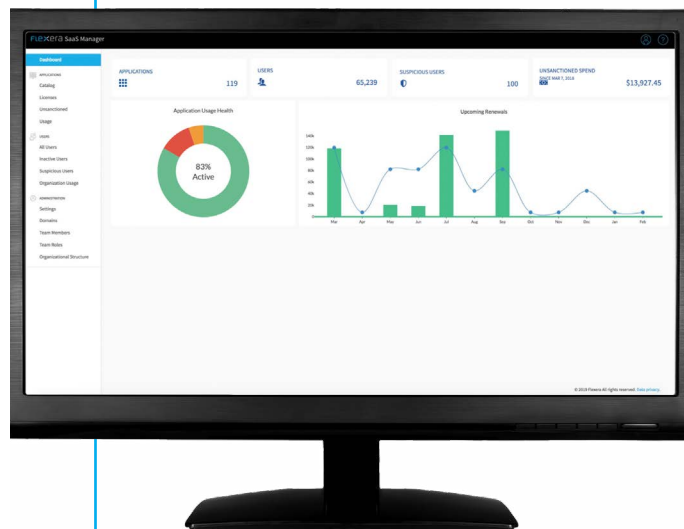 FLEXERA SaaS Manager
Dashboard
APPLICATIONS
Catalog
Licenses
Unsanctioned
Usage
USERS
All Users
Inactive Users
Suspicious Users
Organization Usage
ADMINISTRATION
Settings
Domains
Team Members
Team Roles
Organizational Structure
APPLICATIONS
119
USERS
65,239
SUSPICIOUS USERS
100
UNSANCTIONED SPEND
SINCE MAR 7, 2018
$13,927.45
Application Usage Health
83%
Active
Upcoming Renewals
140k
120k
100k
80k
60k
40k
20k
0
Mar Apr May Jun Jul Aug Sep Oct Nov Dec Jan Feb
© 2018 Flexera All rights reserved. Data privacy.